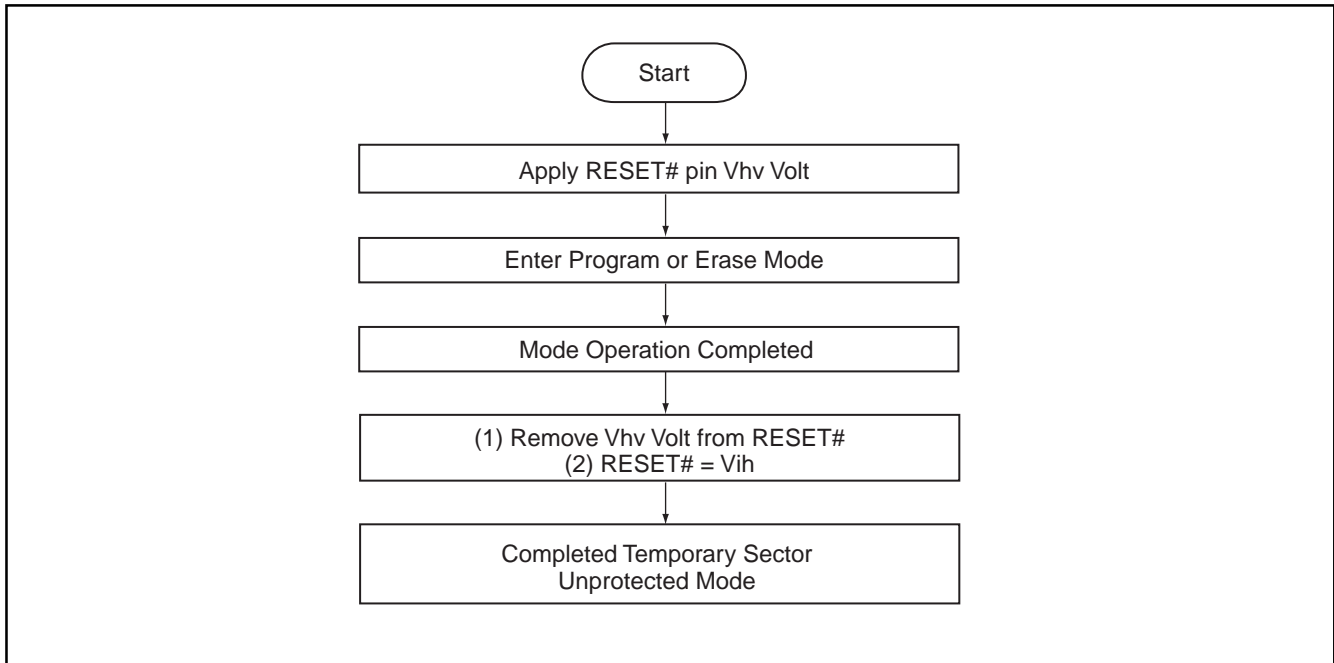 Start
Apply RESET# pin Vhv Volt
Enter Program or Erase Mode
Mode Operation Completed
(1) Remove Vhv Volt from RESET#
(2) RESET# = Vih
Completed Temporary Sector
Unprotected Mode